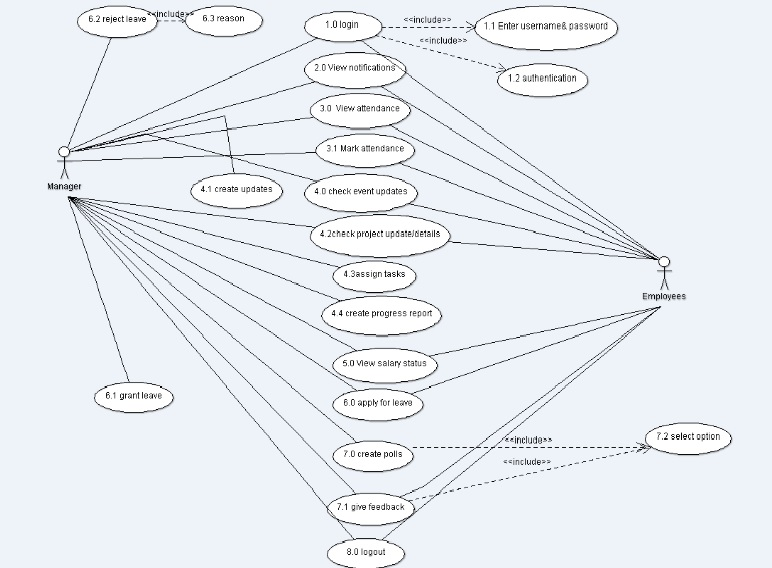 6.2 reject leave
<<include>>
6.3 reason
1.0 login
<<include>>
1.1 Enter username& password
<<include>>
1.2 authentication
2.0 View notifications
3.0 View attendance
3.1 Mark attendance
Manager
4.1 create updates
4.0 check event updates
4.2check project update/details
4.3assign tasks
Employees
4.4 create progress report
5.0 View salary status
6.1 grant leave
6.0 apply for leave
7.0 create polls
<<include>>
7.2 select option
<<include>>
7.1 give feedback
8.0 logout